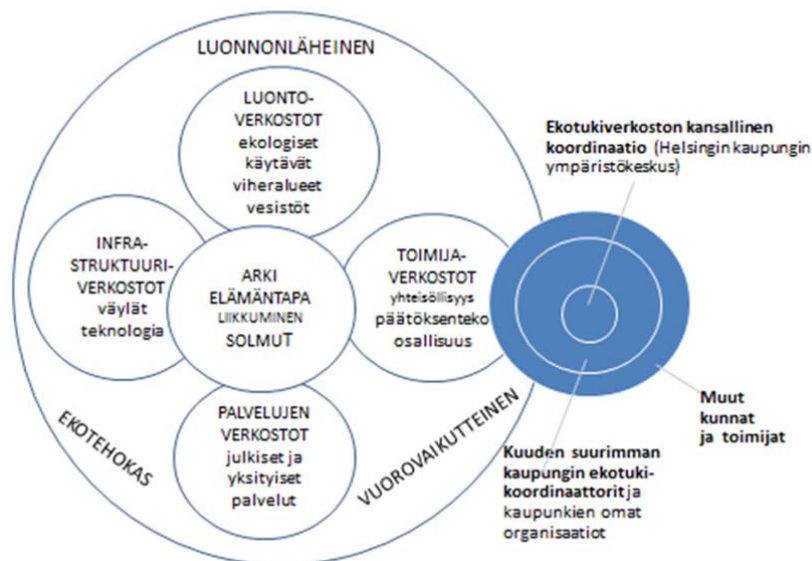 LUONNONLÄHEINEN
LUONTO-
VERKOSTOT
ekologiset
käytävät
viheralueet
vesistöt
INFRA-
STRUKTUURI-
VERKOSTOT
väylät
teknologia
ARKI
ELÄMÄNTAPA
LIIKKUMINEN
SOLMUT
TOIMIJA-
VERKOSTOT
yhteisöllisyys
päätöksenteko
osallisuus
PALVELUJEN
VERKOSTOT
julkiset ja
yksityiset
palvelut
EKOTEHOKAS
VUOROVAIKUTTEINEN
Ekotukiverkoston kansallinen
koordinaatio (Helsingin kaupungin
ympäristökeskus)
Muut
kunnat
ja toimijat
Kuuden suurimman
kaupungin ekotuki-
koordinaattorit ja
kaupunkien omat
organisaatiot